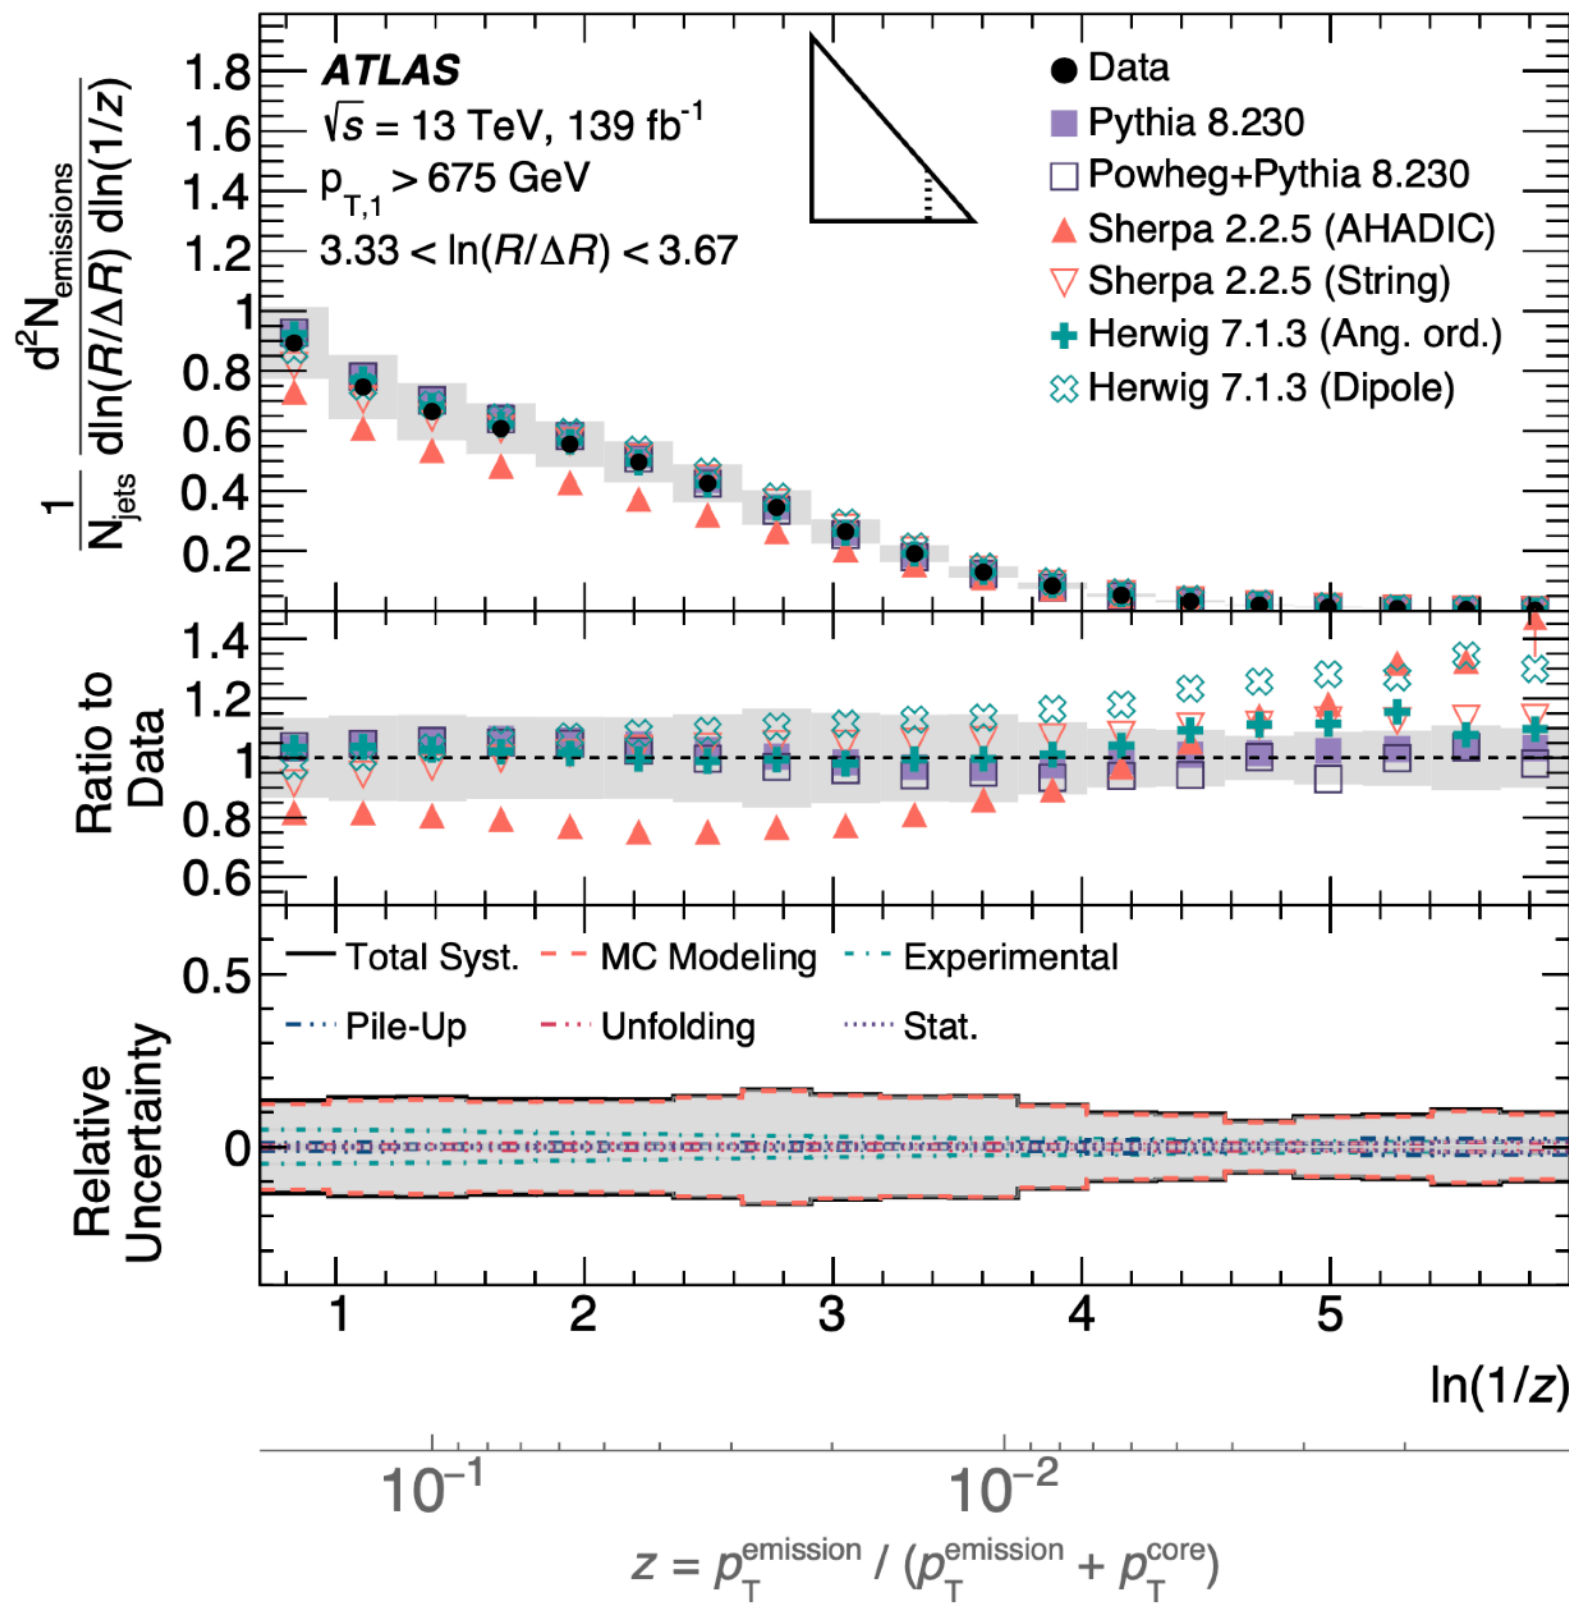 ATLAS
√s = 13 TeV, 139 fb⁻¹
p_T,1 > 675 GeV
3.33 < ln(R/ΔR) < 3.67
Data
Pythia 8.230
Powheg+Pythia 8.230
Sherpa 2.2.5 (AHADIC)
Sherpa 2.2.5 (String)
Herwig 7.1.3 (Ang. ord.)
Herwig 7.1.3 (Dipole)
1 / N_jets d²N_emissions / dln(R/ΔR) dln(1/z)
1.8
1.6
1.4
1.2
1
0.8
0.6
0.4
0.2
Ratio to
Data
1.4
1.2
1
0.8
0.6
Total Syst. MC Modeling Experimental
Pile-Up Unfolding Stat.
Relative
Uncertainty
0.5
0
1 2 3 4 5
ln(1/z)
10⁻¹ 10⁻²
z = p_T^emission / (p_T^emission + p_T^core)